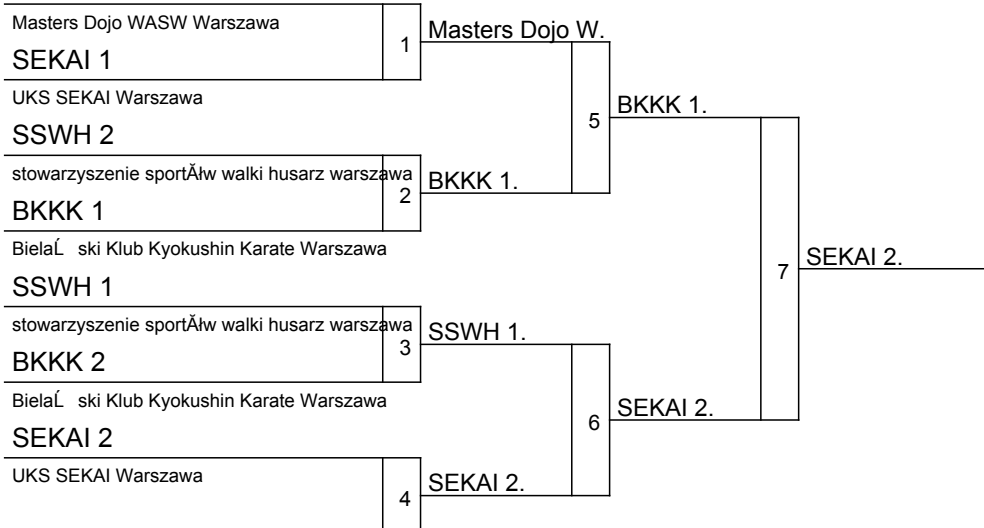 Masters Dojo WASW Warszawa
SEKAI 1
UKS SEKAI Warszawa
SSWH 2
stowarzyszenie sportĂłw walki husarz warszawa
BKKK 1
BielaĹ ski Klub Kyokushin Karate Warszawa
SSWH 1
stowarzyszenie sportĂłw walki husarz warszawa
BKKK 2
BielaĹ ski Klub Kyokushin Karate Warszawa
SEKAI 2
UKS SEKAI Warszawa
1
2
3
4
Masters Dojo W.
BKKK 1.
SSWH 1.
SEKAI 2.
5
6
BKKK 1.
SEKAI 2.
7
SEKAI 2.